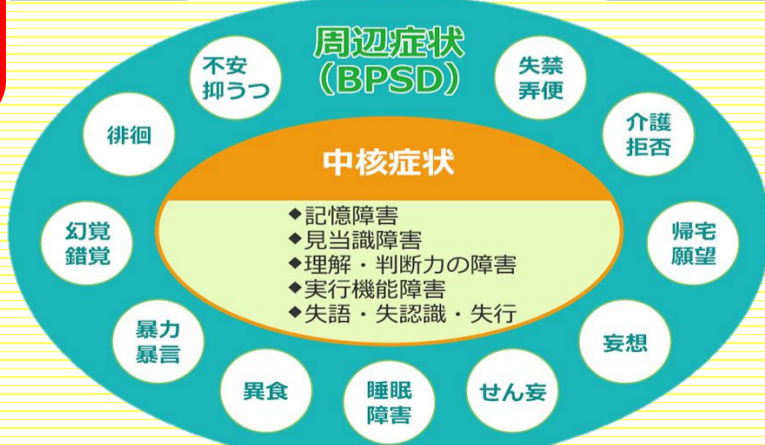 周辺症状
（BPSD）
不安
抑うつ
失禁
弄便
徘徊
介護
拒否
中核症状
◆記憶障害
◆見当識障害
◆理解・判断力の障害
◆実行機能障害
◆失語・失認識・失行
幻覚
錯覚
帰宅
願望
暴力
暴言
妄想
異食
睡眠
障害
せん妄